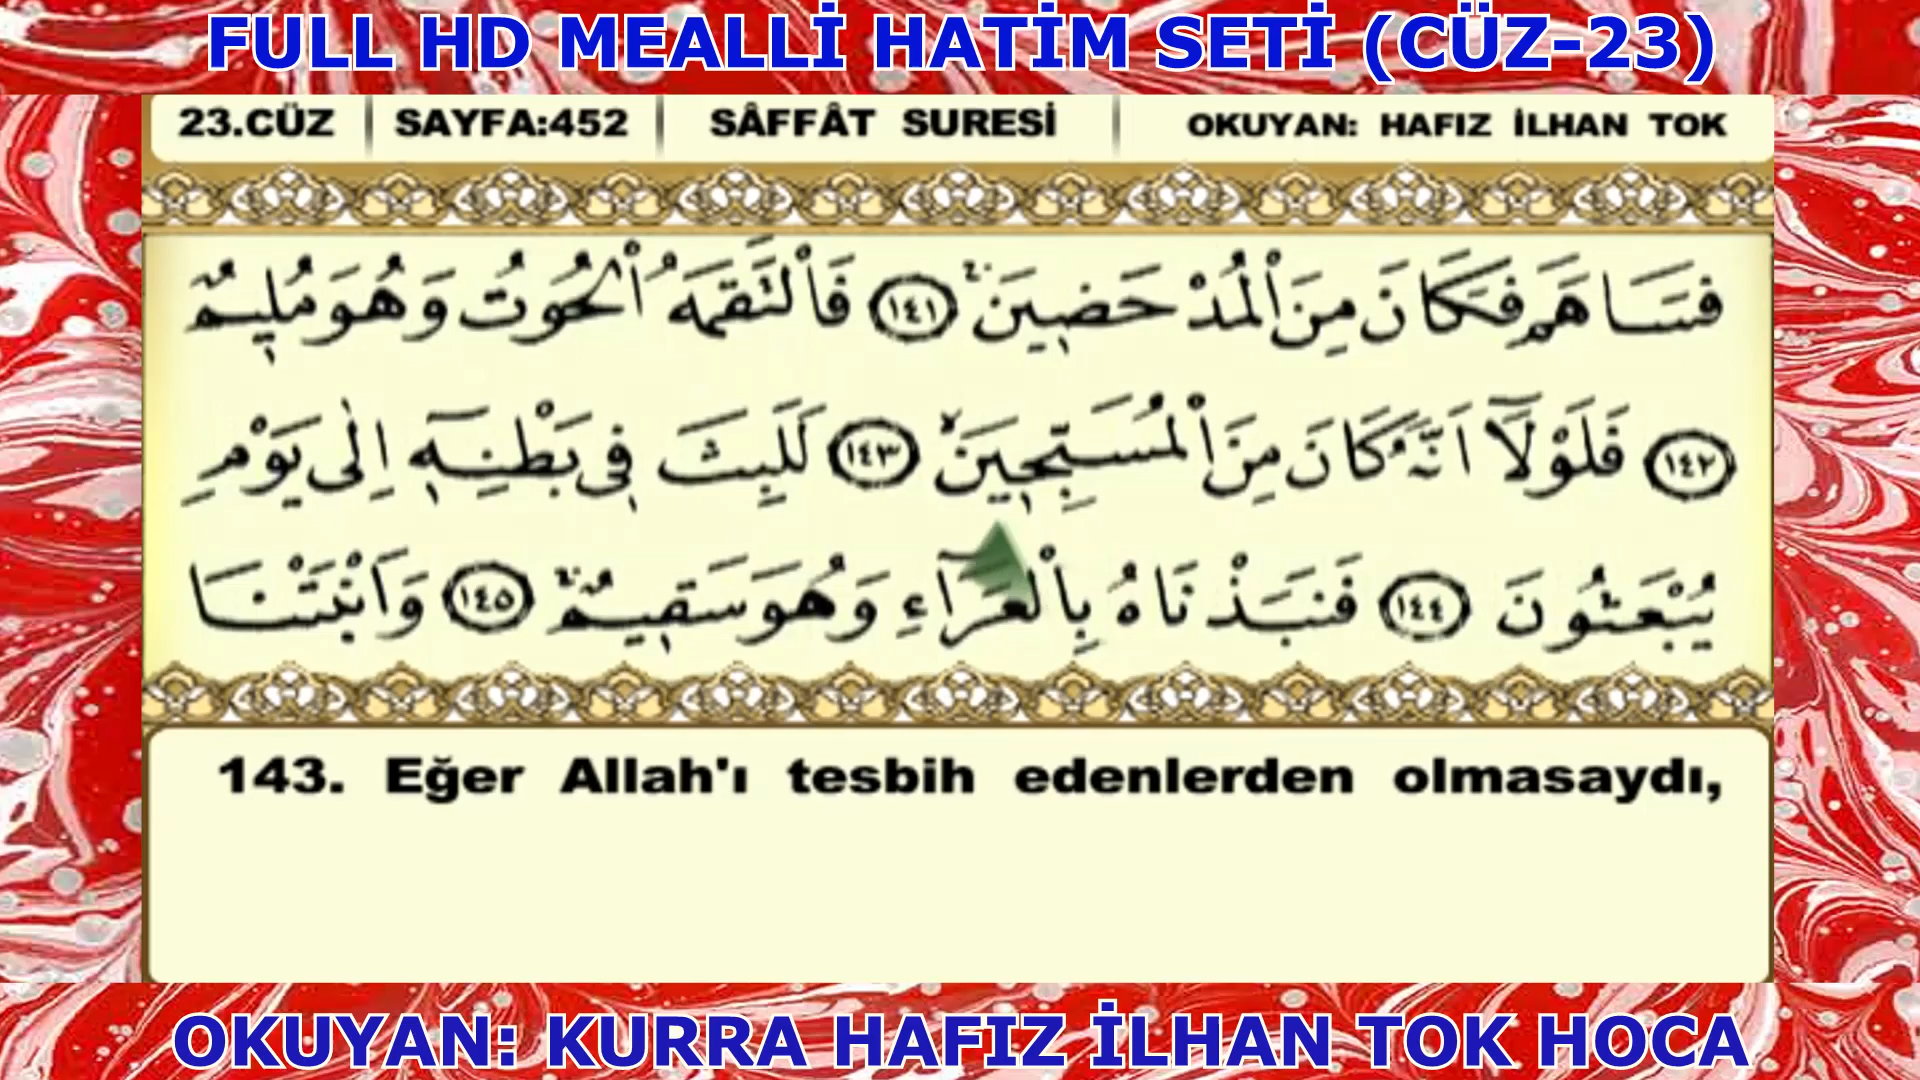 FULL HD MEALLİ HATİM SETİ (CÜZ-23)
23.CÜZ SAYFA:452 SÂFFÂT SURESİ OKUYAN: HAFIZ İLHAN TOK
فَسَاهَمَ فَكَانَ مِنَ الْمُدْحَضِينَۚ ﴿١٤١﴾ فَالْتَقَمَهُ الْحُوتُ وَهُوَ مُلِيمٌ
﴿١٤٢﴾ فَلَوْلَٓا اَنَّهُ كَانَ مِنَ الْمُسَبِّحِينَۙ ﴿١٤٣﴾ لَلَبِثَ فِي بَطْنِهِٓ اِلٰى يَوْمِ
يُبْعَثُونَ ﴿١٤٤﴾ فَنَبَذْنَاهُ بِالْعَرَٓاءِ وَهُوَ سَقِيمٌۚ ﴿١٤٥﴾ وَاَنْبَتْنَا
143. Eğer Allah'ı tesbih edenlerden olmasaydı,
OKUYAN: KURRA HAFIZ İLHAN TOK HOCA